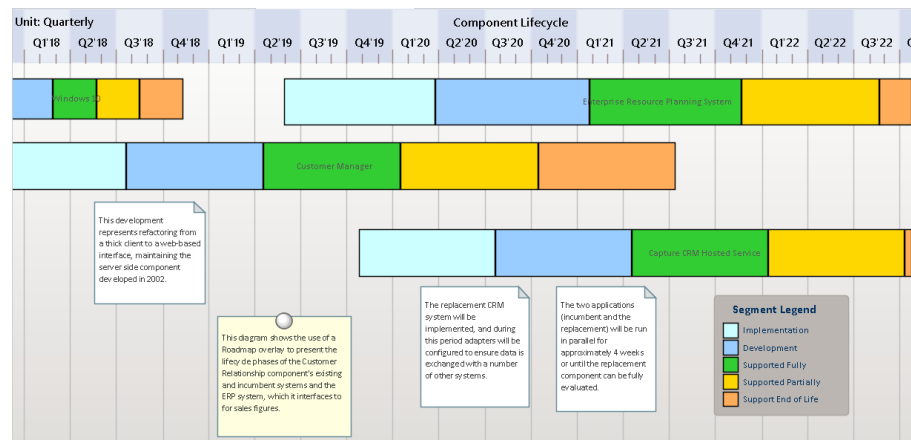 Unit: Quarterly
Component Lifecycle
Q1'18 Q2'18 Q3'18 Q4'18 Q1'19 Q2'19 Q3'19 Q4'19 Q1'20 Q2'20 Q3'20 Q4'20 Q1'21 Q2'21 Q3'21 Q4'21 Q1'22 Q2'22 Q3'22
Windows 10
Enterprise Resource Planning System
Customer Manager
Capture CRM Hosted Service
This development
represents refactoring from
a thick client to a web-based
interface, maintaining the
server side component
developed in 2002.
This diagram shows the use of a
Roadmap overlay to present the
lifecycle phases of the Customer
Relationship component's existing
and incumbent systems and the
ERP system, which it interfaces to
for sales figures.
The replacement CRM
system will be
implemented, and during
this period adapters will be
configured to ensure data is
exchanged with a number
of other systems.
The two applications
(incumbent and the
replacement) will be run
in parallel for
approximately 4 weeks
or until the replacement
component can be fully
evaluated.
Segment Legend
Implementation
Development
Supported Fully
Supported Partially
Support End of Life